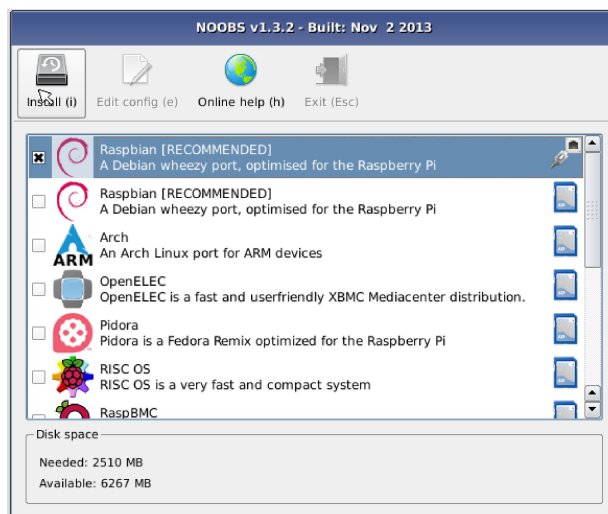 NOOBS v1.3.2 - Built: Nov 2 2013
Install (i)
Edit config (e)
Online help (h)
Exit (Esc)
Raspbian [RECOMMENDED]
A Debian wheezy port, optimised for the Raspberry Pi
Raspbian [RECOMMENDED]
A Debian wheezy port, optimised for the Raspberry Pi
ARM
Arch
An Arch Linux port for ARM devices
OpenELEC
OpenELEC is a fast and userfriendly XBMC Mediacenter distribution.
Pidora
Pidora is a Fedora Remix optimized for the Raspberry Pi
RISC OS
RISC OS is a very fast and compact system
RaspBMC
Disk space
Needed: 2510 MB
Available: 6267 MB